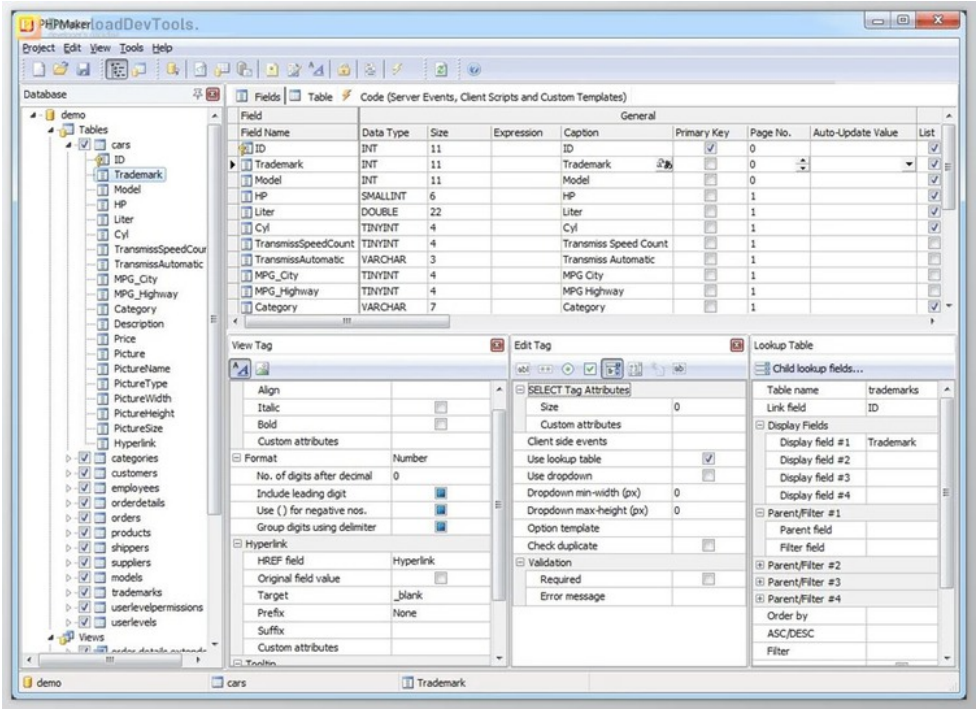 PHPMaker loadDevTools.
Project Edit View Tools Help
Database
demo
Tables
cars
ID
Trademark
Model
HP
Liter
Cyl
TransmissSpeedCour
TransmissAutomatic
MPG_City
MPG_Highway
Category
Description
Price
Picture
PictureName
PictureType
PictureWidth
PictureHeight
PictureSize
Hyperlink
categories
customers
employees
orderdetails
orders
products
shippers
suppliers
models
trademarks
userlevelpermissions
userlevels
Views
order details extende
Fields Table Code (Server Events, Client Scripts and Custom Templates)
Field General
Field Name Data Type Size Expression Caption Primary Key Page No. Auto-Update Value List
ID INT 11 ID 0
Trademark INT 11 Trademark 0
Model INT 11 Model 0
HP SMALLINT 6 HP 1
Liter DOUBLE 22 Liter 1
Cyl TINYINT 4 Cyl 1
TransmissSpeedCount TINYINT 4 Transmiss Speed Count 1
TransmissAutomatic VARCHAR 3 Transmiss Automatic 1
MPG_City TINYINT 4 MPG City 1
MPG_Highway TINYINT 4 MPG Highway 1
Category VARCHAR 7 Category 1
View Tag
Align
Italic
Bold
Custom attributes
Format Number
No. of digits after decimal 0
Include leading digit
Use ( ) for negative nos.
Group digits using delimiter
Hyperlink
HREF field Hyperlink
Original field value
Target _blank
Prefix None
Suffix
Custom attributes
Tooltip
Edit Tag
SELECT Tag Attributes
Size 0
Custom attributes
Client side events
Use lookup table
Use dropdown
Dropdown min-width (px) 0
Dropdown max-height (px) 0
Option template
Check duplicate
Validation
Required
Error message
Lookup Table
Child lookup fields...
Table name trademarks
Link field ID
Display Fields
Display field #1 Trademark
Display field #2
Display field #3
Display field #4
Parent/Filter #1
Parent field
Filter field
Parent/Filter #2
Parent/Filter #3
Parent/Filter #4
Order by
ASC/DESC
Filter
demo cars Trademark